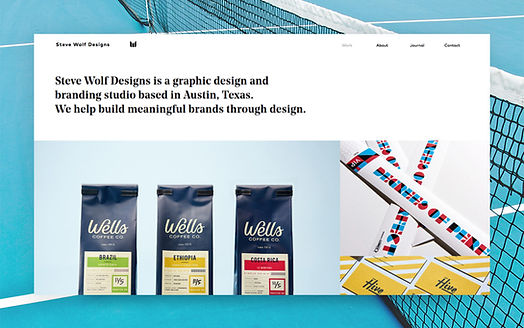 Steve Wolf Designs
Work
About
Journal
Contact
Steve Wolf Designs is a graphic design and
branding studio based in Austin, Texas.
We help build meaningful brands through design.
Wells
COFFEE CO.
BRAZIL
Wells
COFFEE CO.
ETHIOPIA
Wells
COFFEE CO.
COSTA RICA
Hive
Hive